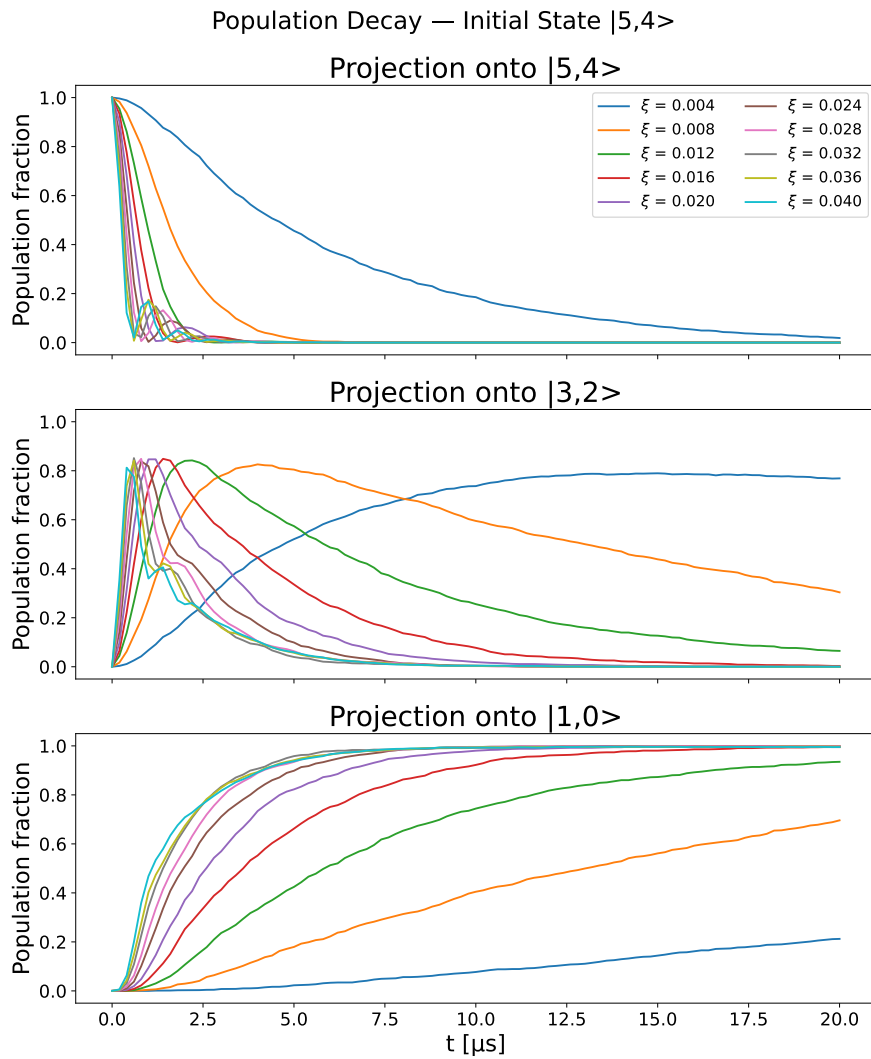 Population Decay — Initial State |5,4>
Projection onto |5,4>
Population fraction
1.0
0.8
0.6
0.4
0.2
0.0
ξ = 0.004
ξ = 0.008
ξ = 0.012
ξ = 0.016
ξ = 0.020
ξ = 0.024
ξ = 0.028
ξ = 0.032
ξ = 0.036
ξ = 0.040
Projection onto |3,2>
Population fraction
1.0
0.8
0.6
0.4
0.2
0.0
Projection onto |1,0>
Population fraction
1.0
0.8
0.6
0.4
0.2
0.0
0.0 2.5 5.0 7.5 10.0 12.5 15.0 17.5 20.0
t [μs]